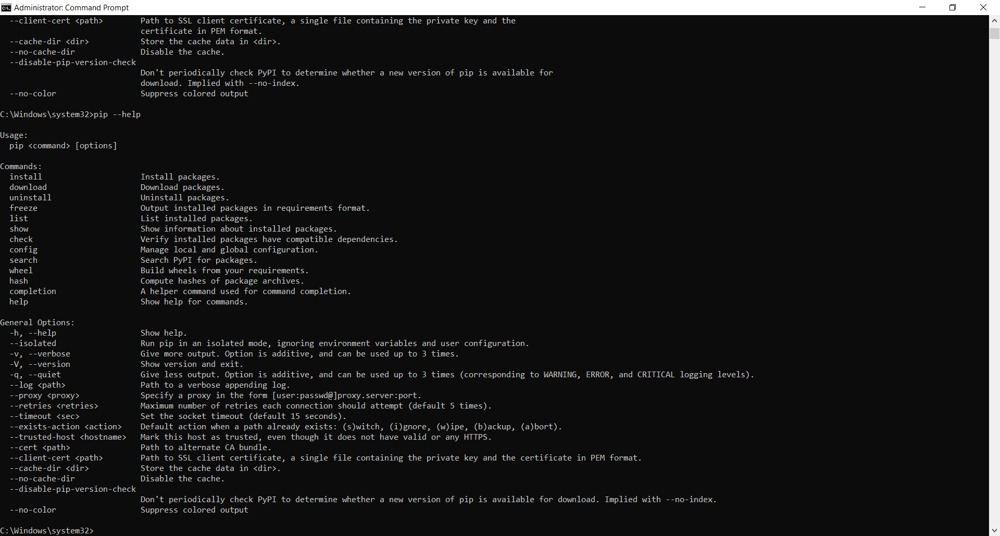 Administrator: Command Prompt
--client-cert <path>        Path to SSL client certificate, a single file containing the private key and the
certificate in PEM format.
--cache-dir <dir>           Store the cache data in <dir>.
--no-cache-dir              Disable the cache.
--disable-pip-version-check
Don't periodically check PyPI to determine whether a new version of pip is available for
download. Implied with --no-index.
--no-color                  Suppress colored output
C:\Windows\system32>pip --help
Usage:
pip <command> [options]
Commands:
install                     Install packages.
download                    Download packages.
uninstall                   Uninstall packages.
freeze                      Output installed packages in requirements format.
list                        List installed packages.
show                        Show information about installed packages.
check                       Verify installed packages have compatible dependencies.
config                      Manage local and global configuration.
search                      Search PyPI for packages.
wheel                       Build wheels from your requirements.
hash                        Compute hashes of package archives.
completion                  A helper command used for command completion.
help                        Show help for commands.
General Options:
-h, --help                  Show help.
--isolated                  Run pip in an isolated mode, ignoring environment variables and user configuration.
-v, --verbose               Give more output. Option is additive, and can be used up to 3 times.
-V, --version               Show version and exit.
-q, --quiet                 Give less output. Option is additive, and can be used up to 3 times (corresponding to WARNING, ERROR, and CRITICAL logging levels).
--log <path>                Path to a verbose appending log.
--proxy <proxy>             Specify a proxy in the form [user:passwd@]proxy.server:port.
--retries <retries>         Maximum number of retries each connection should attempt (default 5 times).
--timeout <sec>             Set the socket timeout (default 15 seconds).
--exists-action <action>    Default action when a path already exists: (s)witch, (i)gnore, (w)ipe, (b)ackup, (a)bort).
--trusted-host <hostname>   Mark this host as trusted, even though it does not have valid or any HTTPS.
--cert <path>               Path to alternate CA bundle.
--client-cert <path>        Path to SSL client certificate, a single file containing the private key and the certificate in PEM format.
--cache-dir <dir>           Store the cache data in <dir>.
--no-cache-dir              Disable the cache.
--disable-pip-version-check
Don't periodically check PyPI to determine whether a new version of pip is available for download. Implied with --no-index.
--no-color                  Suppress colored output
C:\Windows\system32>